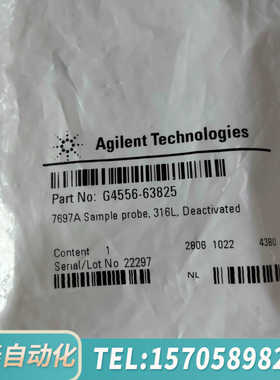 Agilent Technologies
Part No: G4556-63825
7697A Sample probe, 316L, Deactivated
Content 1 2806 1022 4380
Serial/Lot No 22297 NL
自动化 TEL:157058982